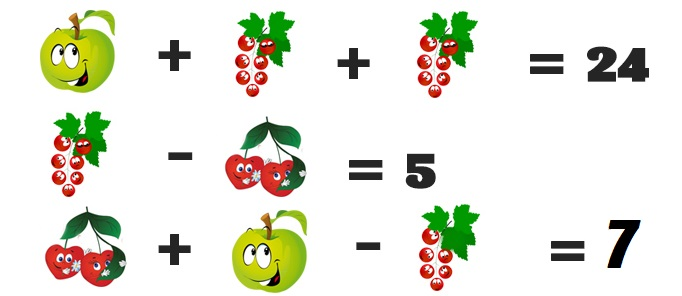 + + = 24
- = 5
+ - = 7